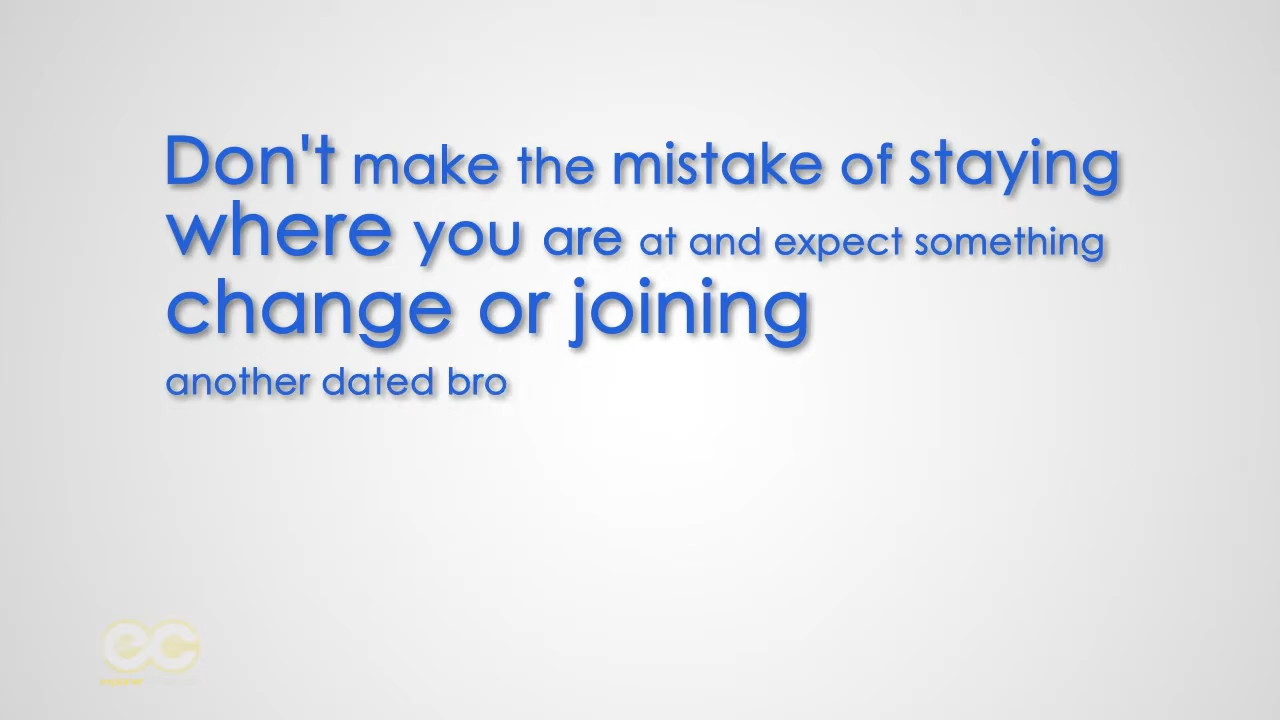 Don't make the mistake of staying
where you are at and expect something
change or joining
another dated bro
ec